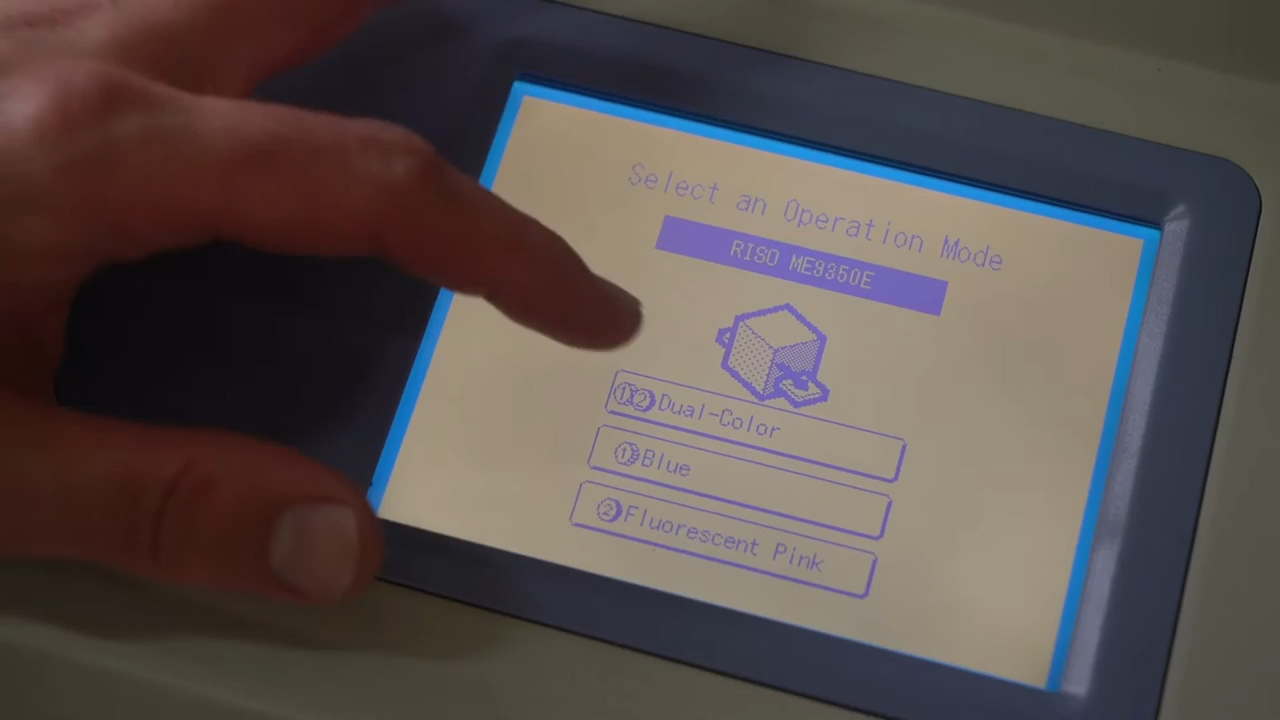 Select an Operation Mode
RISO ME9350E
①② Dual-Color
① Blue
② Fluorescent Pink